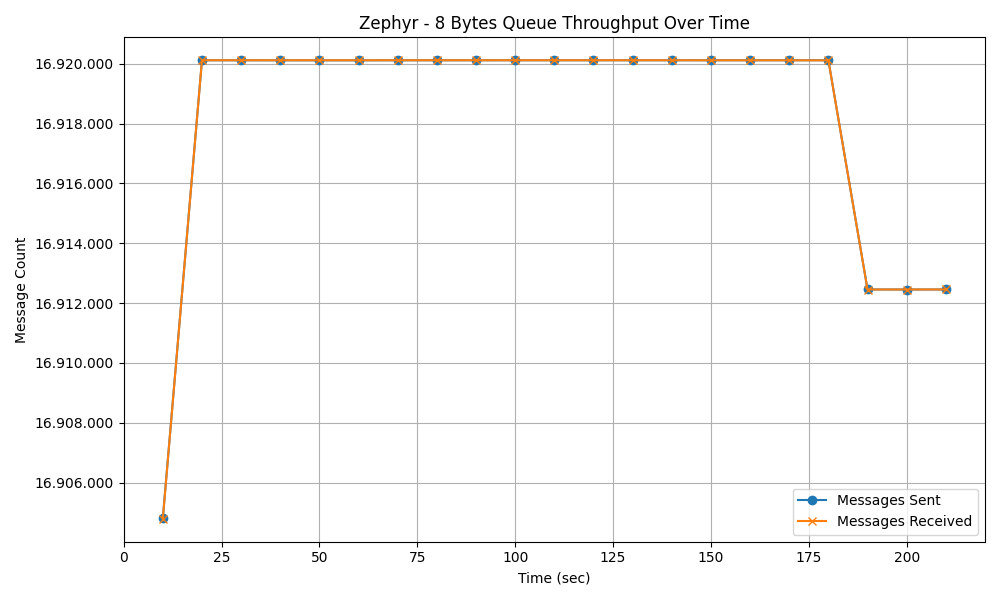 Zephyr - 8 Bytes Queue Throughput Over Time
Message Count
16.920.000
16.918.000
16.916.000
16.914.000
16.912.000
16.910.000
16.908.000
16.906.000
0 25 50 75 100 125 150 175 200
Time (sec)
Messages Sent
Messages Received